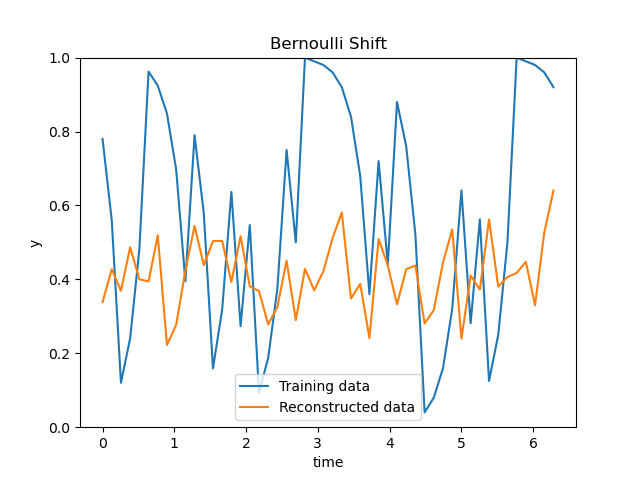 Bernoulli Shift
y
1.0
0.8
0.6
0.4
0.2
0.0
Training data
Reconstructed data
0 1 2 3 4 5 6
time